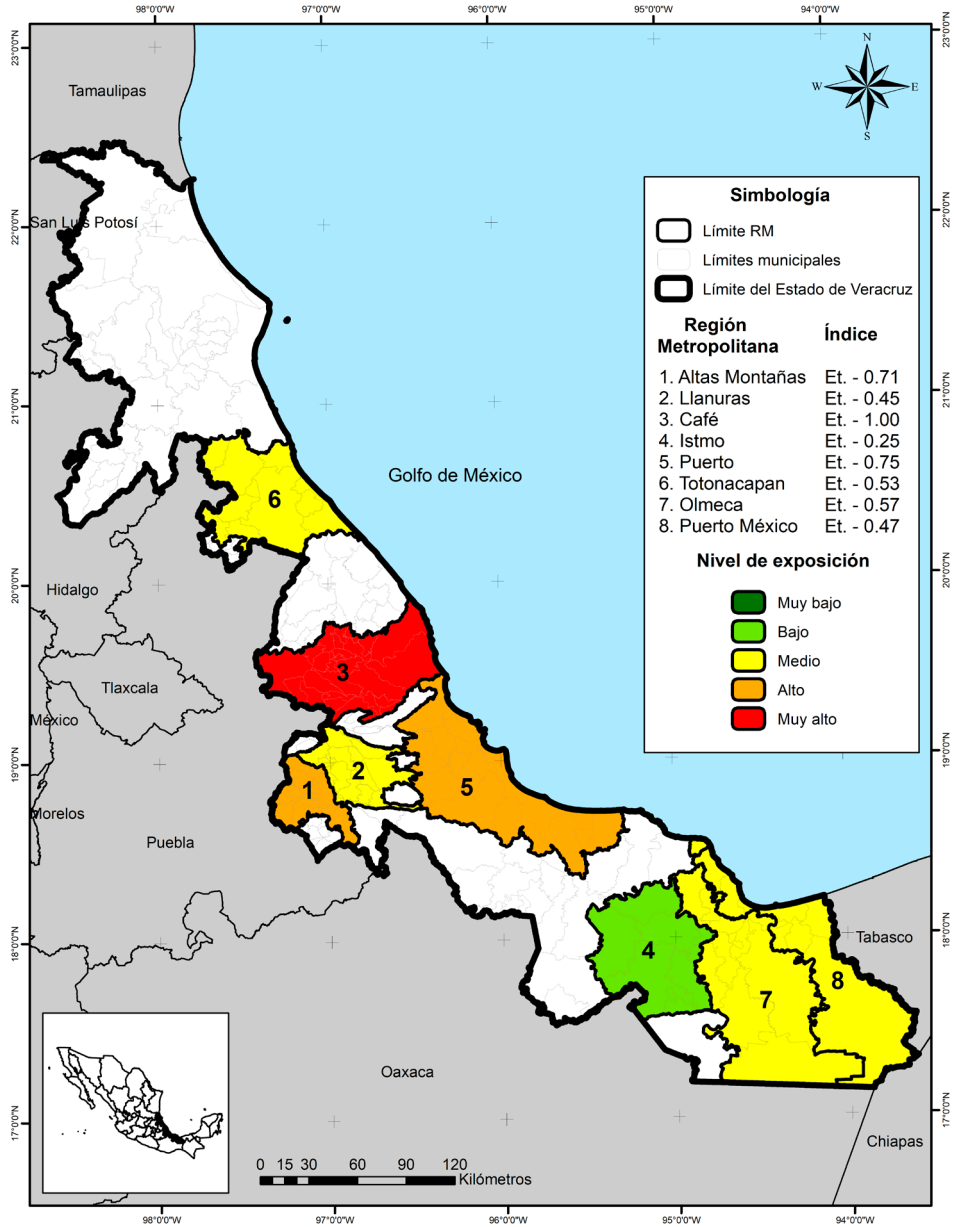 98°0'0"W 97°0'0"W 96°0'0"W 95°0'0"W 94°0'0"W
23°0'0"N
23°0'0"N
N
W E
S
Tamaulipas
San Luis Potosí
22°0'0"N
22°0'0"N
Simbología
Límite RM
Límites municipales
Límite del Estado de Veracruz
Región
Metropolitana
Índice
1. Altas Montañas Et. - 0.71
2. Llanuras Et. - 0.45
3. Café Et. - 1.00
4. Istmo Et. - 0.25
5. Puerto Et. - 0.75
6. Totonacapan Et. - 0.53
7. Olmeca Et. - 0.57
8. Puerto México Et. - 0.47
Nivel de exposición
Muy bajo
Bajo
Medio
Alto
Muy alto
21°0'0"N
21°0'0"N
Golfo de México
6
20°0'0"N
20°0'0"N
Hidalgo
3
Tlaxcala
México
19°0'0"N
19°0'0"N
2
1
5
Morelos
Puebla
18°0'0"N
18°0'0"N
Tabasco
4
8
7
Oaxaca
17°0'0"N
17°0'0"N
Chiapas
0 15 30 60 90 120
Kilómetros
98°0'0"W 97°0'0"W 96°0'0"W 95°0'0"W 94°0'0"W